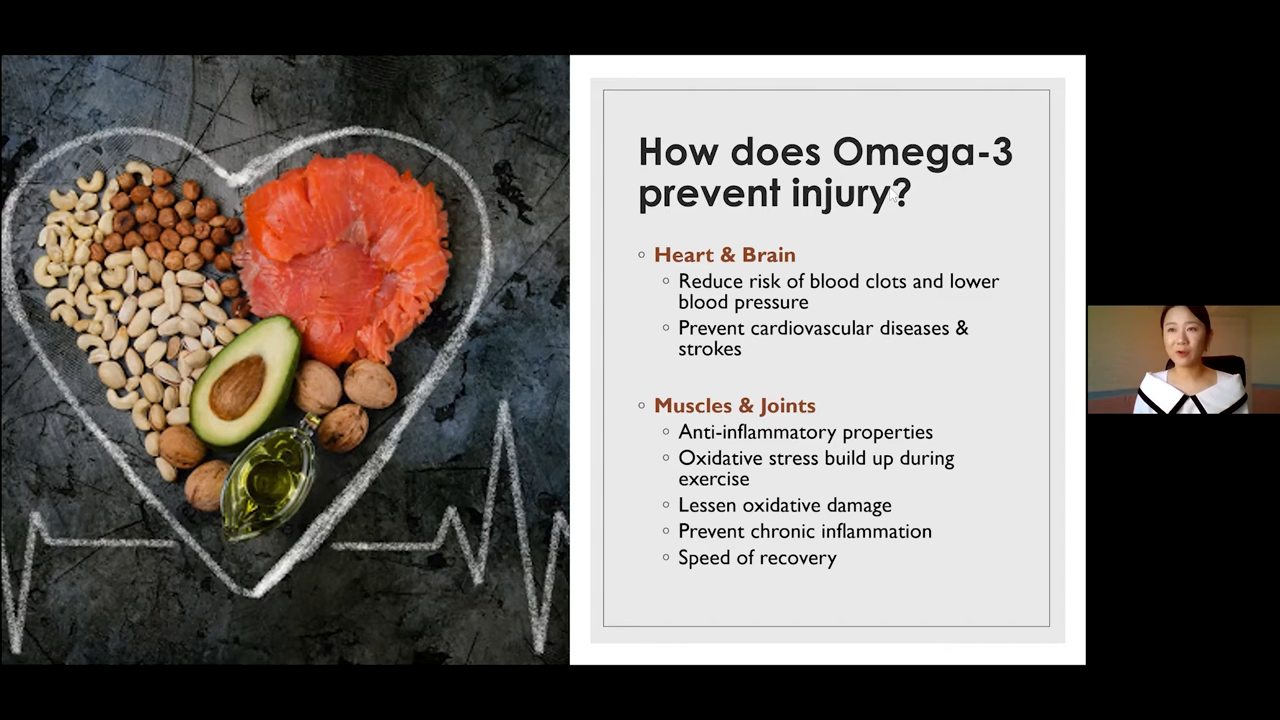 How does Omega-3
prevent injury?
Heart & Brain
Reduce risk of blood clots and lower
blood pressure
Prevent cardiovascular diseases &
strokes
Muscles & Joints
Anti-inflammatory properties
Oxidative stress build up during
exercise
Lessen oxidative damage
Prevent chronic inflammation
Speed of recovery